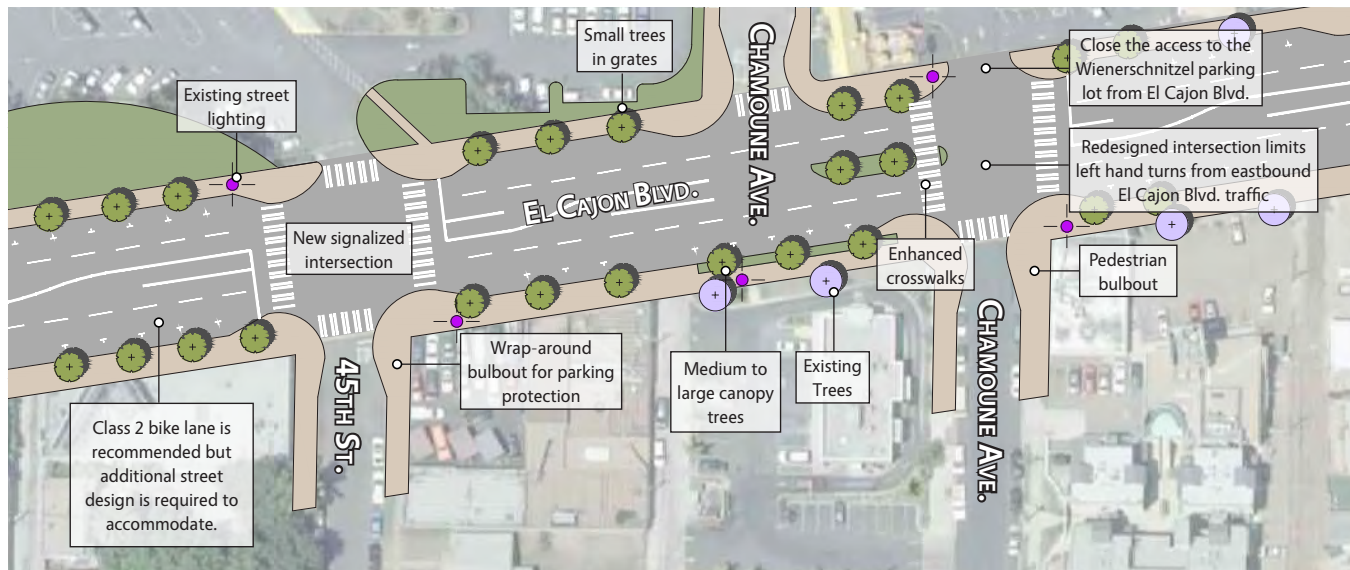 Small trees
in grates
CHAMOUNE AVE.
Close the access to the
Wienerschnitzel parking
lot from El Cajon Blvd.
Existing street
lighting
Redesigned intersection limits
left hand turns from eastbound
El Cajon Blvd. traffic
EL CAJON BLVD.
New signalized
intersection
Enhanced
crosswalks
Pedestrian
bulbout
Wrap-around
bulbout for parking
protection
Medium to
large canopy
trees
Existing
Trees
45TH ST.
CHAMOUNE AVE.
Class 2 bike lane is
recommended but
additional street
design is required to
accommodate.